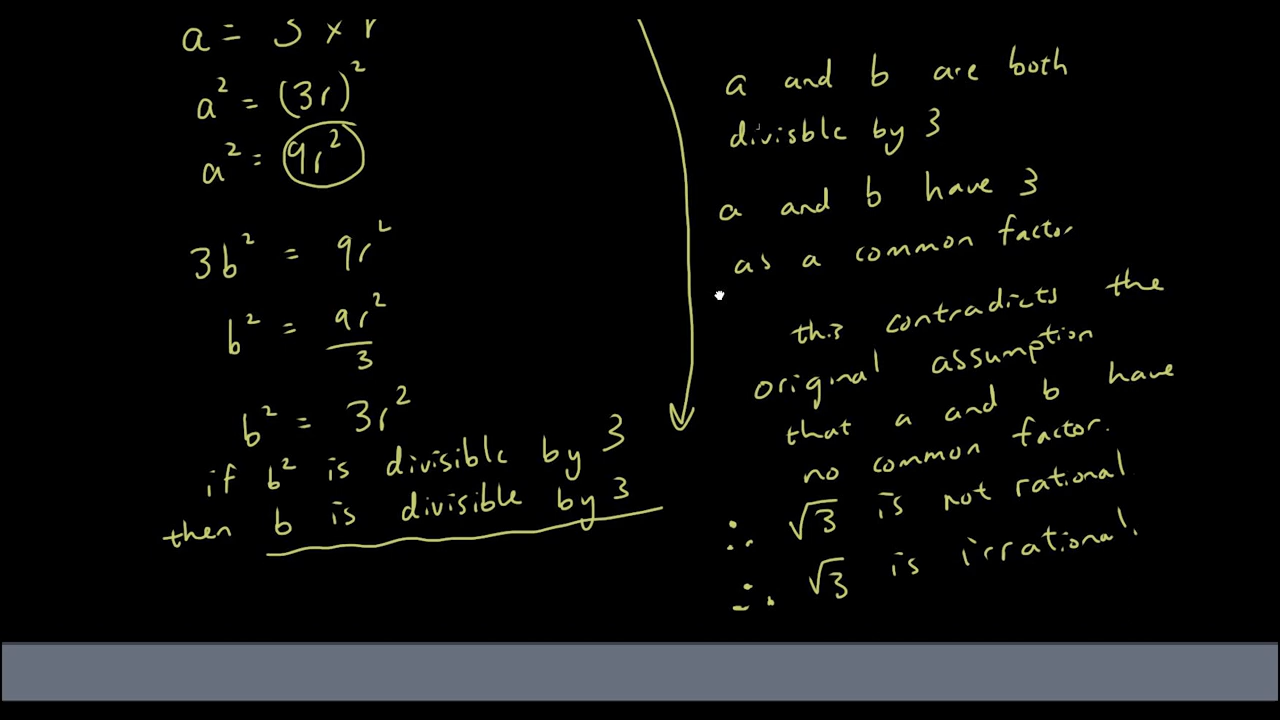 a = 3 × r
a² = (3r)²
a² = 9r²
3b² = 9r²
b² = 9r²/3
b² = 3r²
if b² is divisible by 3
then b is divisible by 3
a and b are both
divisble by 3
a and b have 3
as a common factor
this contradicts the
original assumption
that a and b have
no common factor.
∴ √3 is not rational
∴ √3 is irrational.